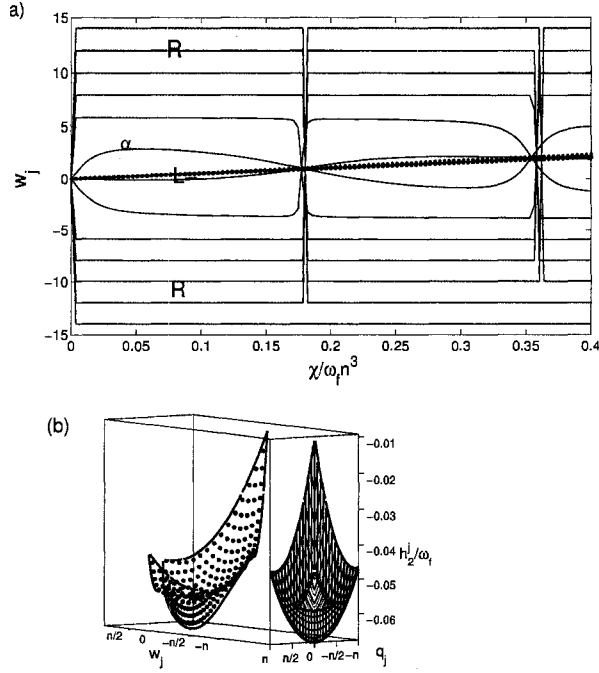 a)
15
R
10
5
α
w_j
0
L
−5
−10
R
−15
0
0.05
0.1
0.15
0.2
0.25
0.3
0.35
0.4
χ/ω_f n^3
(b)
−0.01
−0.02
−0.03
−0.04
h_2^j/ω_f
−0.05
−0.06
n/2
0
−n/2
−n
w_j
n
n/2
0
−n/2
−n
q_j